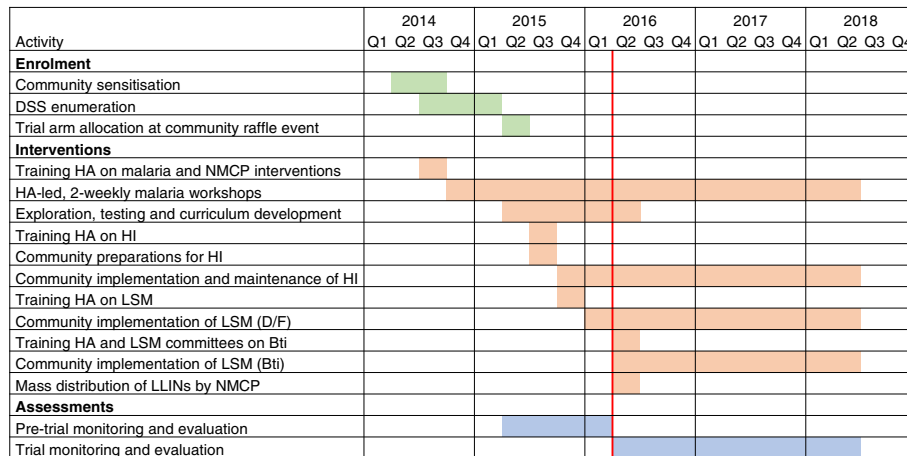 2014 2015 2016 2017 2018
Activity Q1 Q2 Q3 Q4 Q1 Q2 Q3 Q4 Q1 Q2 Q3 Q4 Q1 Q2 Q3 Q4 Q1 Q2 Q3 Q4
Enrolment
Community sensitisation
DSS enumeration
Trial arm allocation at community raffle event
Interventions
Training HA on malaria and NMCP interventions
HA-led, 2-weekly malaria workshops
Exploration, testing and curriculum development
Training HA on HI
Community preparations for HI
Community implementation and maintenance of HI
Training HA on LSM
Community implementation of LSM (D/F)
Training HA and LSM committees on Bti
Community implementation of LSM (Bti)
Mass distribution of LLINs by NMCP
Assessments
Pre-trial monitoring and evaluation
Trial monitoring and evaluation